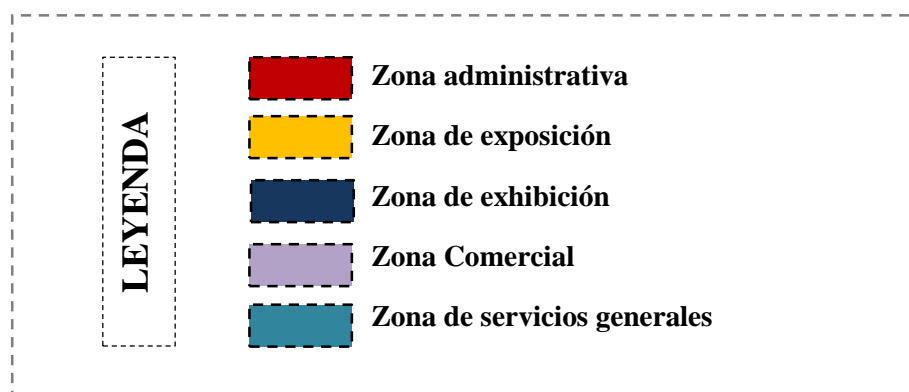 LEYENDA
Zona administrativa
Zona de exposición
Zona de exhibición
Zona Comercial
Zona de servicios generales